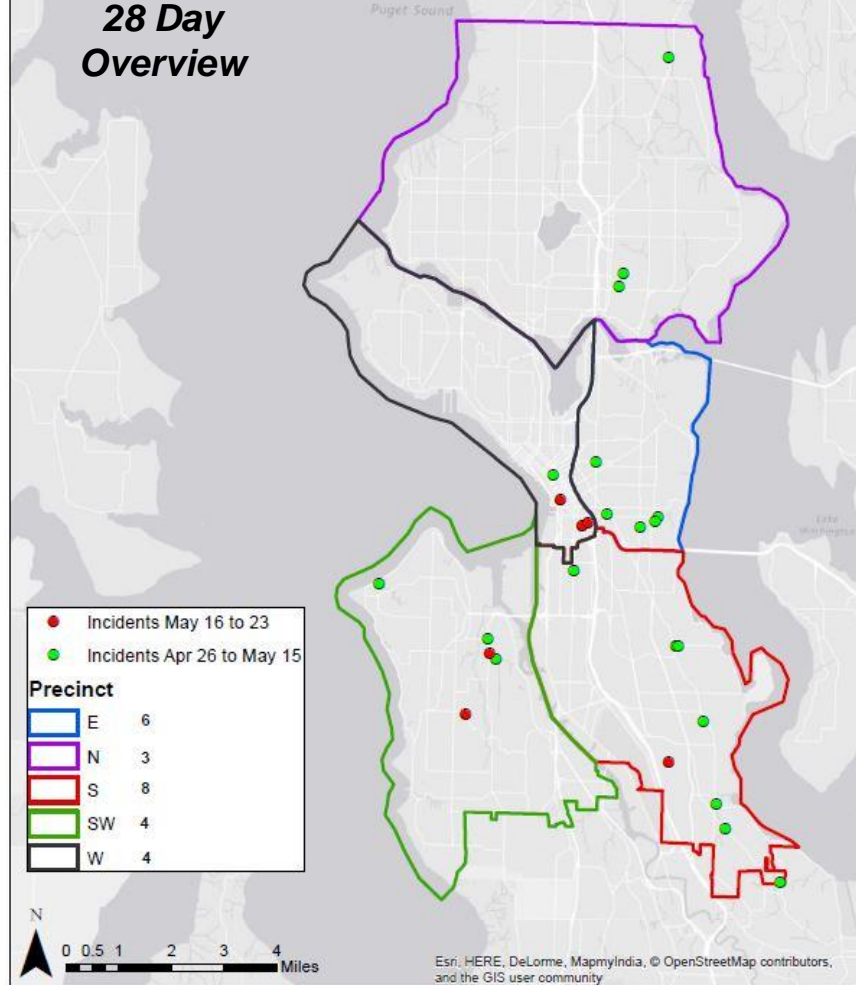 28 Day
Overview
Puget Sound
Lake
Washington
Incidents May 16 to 23
Incidents Apr 26 to May 15
Precinct
E 6
N 3
S 8
SW 4
W 4
N
0 0.5 1 2 3 4
Miles
Esri, HERE, DeLorme, MapmyIndia, © OpenStreetMap contributors,
and the GIS user community